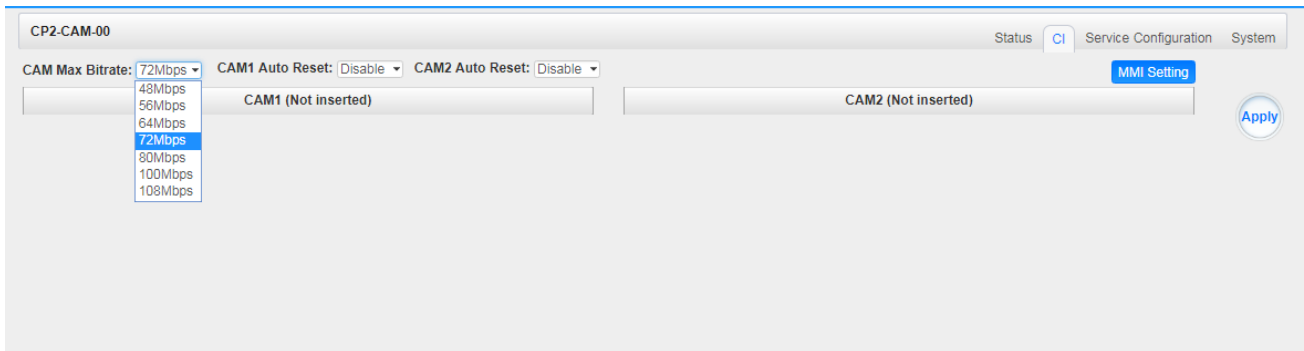 CP2-CAM-00
Status CI Service Configuration System
CAM Max Bitrate: 72Mbps CAM1 Auto Reset: Disable CAM2 Auto Reset: Disable
MMI Setting
48Mbps
56Mbps
64Mbps
72Mbps
80Mbps
100Mbps
108Mbps
CAM1 (Not inserted)
CAM2 (Not inserted)
Apply